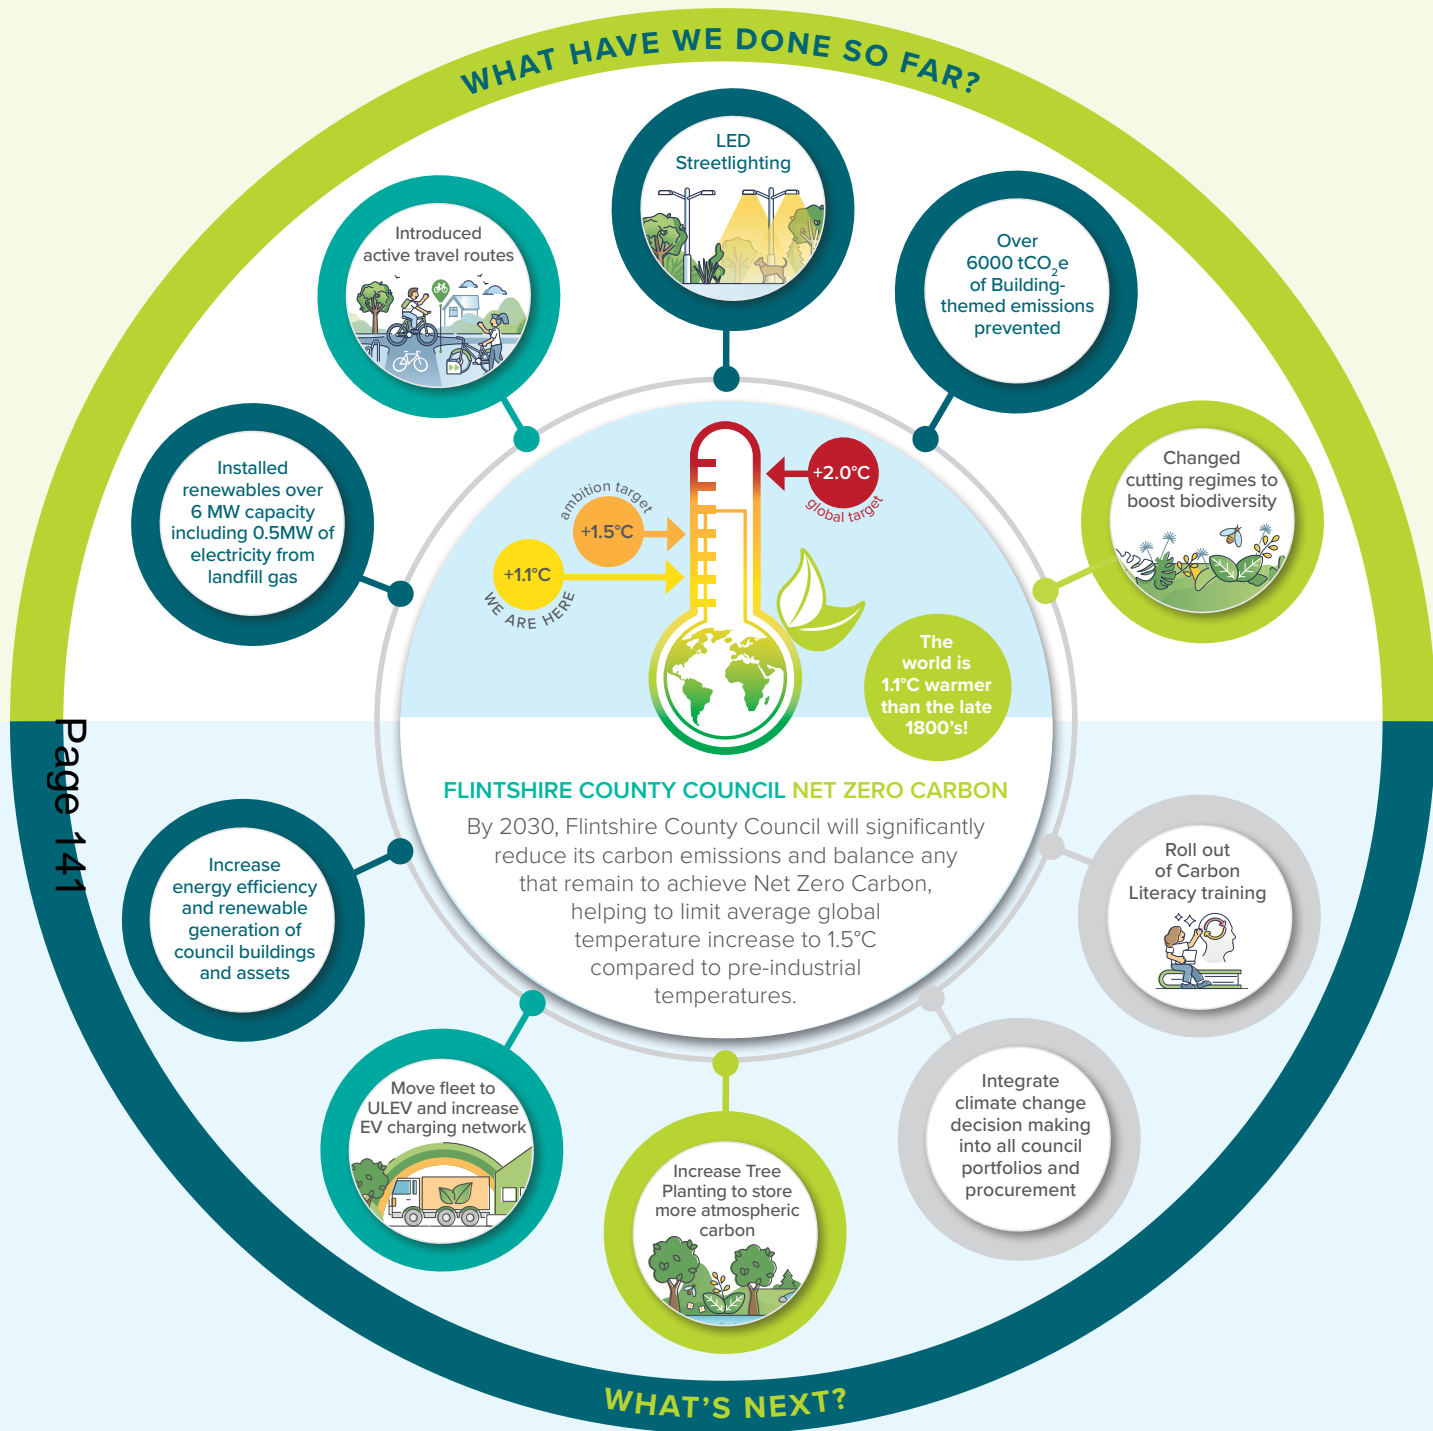 WHAT HAVE WE DONE SO FAR?
LED
Streetlighting
Introduced
active travel routes
Over
6000 tCO₂e
of Building-
themed emissions
prevented
Installed
renewables over
6 MW capacity
including 0.5MW of
electricity from
landfill gas
Changed
cutting regimes to
boost biodiversity
+2.0°C
global target
ambition target
+1.5°C
+1.1°C
WE ARE HERE
The
world is
1.1°C warmer
than the late
1800’s!
Page 141
FLINTSHIRE COUNTY COUNCIL NET ZERO CARBON
By 2030, Flintshire County Council will significantly
reduce its carbon emissions and balance any
that remain to achieve Net Zero Carbon,
helping to limit average global
temperature increase to 1.5°C
compared to pre-industrial
temperatures.
Increase
energy efficiency
and renewable
generation of
council buildings
and assets
Roll out
of Carbon
Literacy training
Move fleet to
ULEV and increase
EV charging network
Integrate
climate change
decision making
into all council
portfolios and
procurement
Increase Tree
Planting to store
more atmospheric
carbon
WHAT’S NEXT?